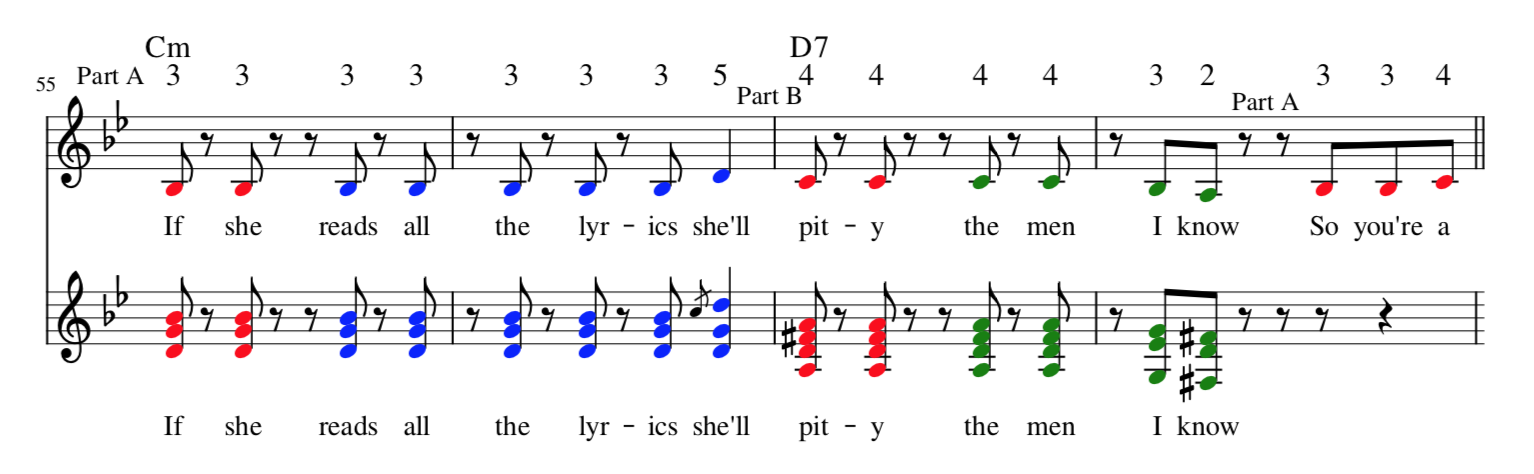 Cm D7
55 Part A 3 3 3 3 3 3 3 5 4 4 4 4 3 2 3 3 4
Part B Part A
If she reads all the lyr - ics she'll pit - y the men I know So you're a
If she reads all the lyr - ics she'll pit - y the men I know